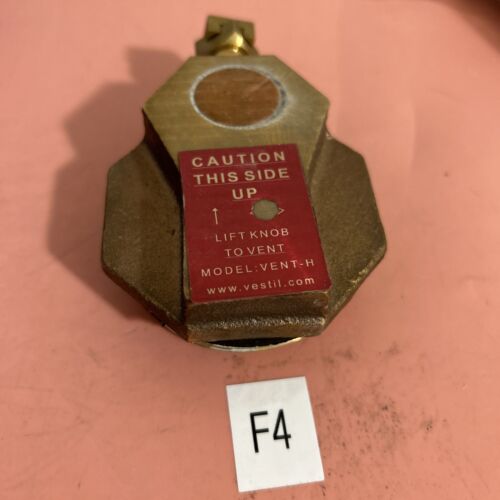 CAUTION
THIS SIDE
UP
LIFT KNOB
TO VENT
MODEL:VENT-H
www.vestil.com
F4